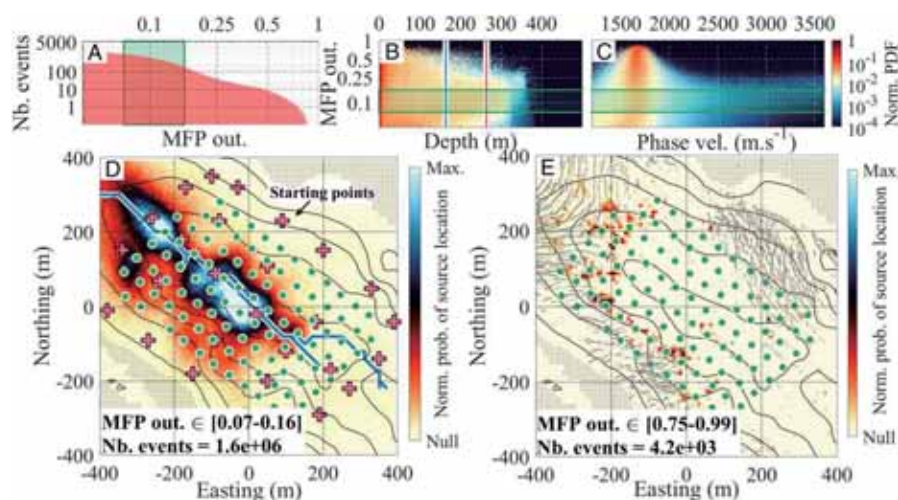 0.1 0.25 0.5 1
0 100 200 300 400
1500 2000 2500 3000 3500
A
B
C
Nb. events
5000
100
10
1
MFP out.
1
0.5
0.25
0.1
1
10-1
10-2
10-3
10-4
Norm. PDF
MFP out.
Depth (m)
Phase vel. (m.s-1)
D
400
200
0
-200
-400
Northing (m)
Starting points
MFP out. ∈ [0.07-0.16]
Nb. events = 1.6e+06
-400 -200 0 200 400
Easting (m)
Max.
Norm. prob. of source location
Null
E
400
200
0
-200
-400
Northing (m)
MFP out. ∈ [0.75-0.99]
Nb. events = 4.2e+03
-400 -200 0 200 400
Easting (m)
Max.
Norm. prob. of source location
Null